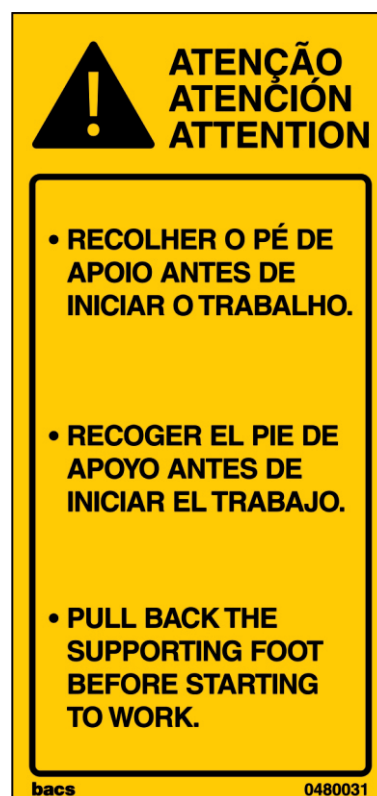 ATENÇÃO
ATENCIÓN
ATTENTION
• RECOLHER O PÉ DE
APOIO ANTES DE
INICIAR O TRABALHO.
• RECOGER EL PIE DE
APOYO ANTES DE
INICIAR EL TRABAJO.
• PULL BACK THE
SUPPORTING FOOT
BEFORE STARTING
TO WORK.
bacs 0480031